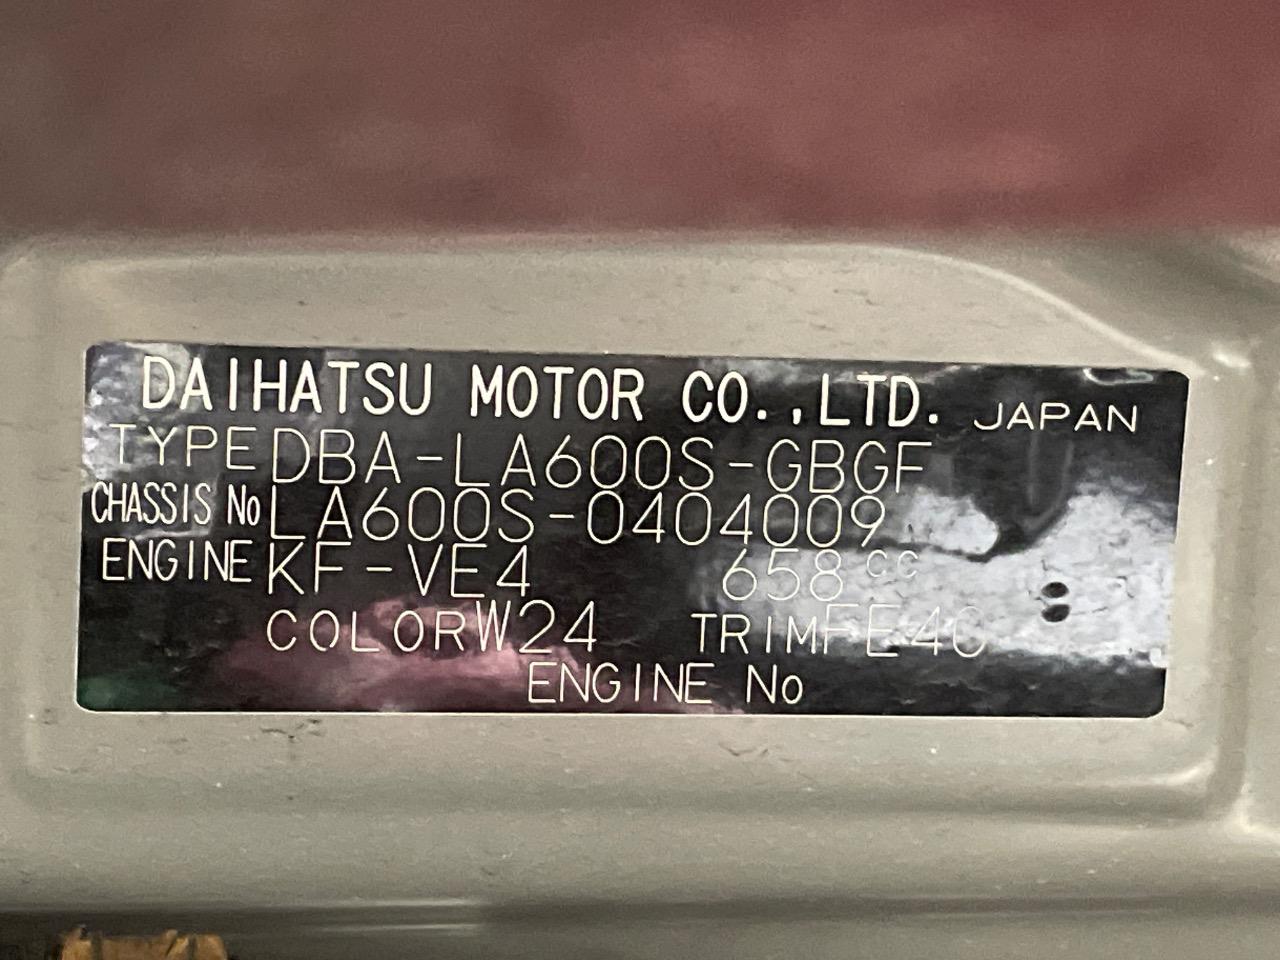 DAIHATSU MOTOR CO.,LTD. JAPAN
TYPE DBA-LA600S-GBGF
CHASSIS No LA600S-0404009
ENGINE KF-VE4 658cc
COLOR W24 TRIM FE40
ENGINE No